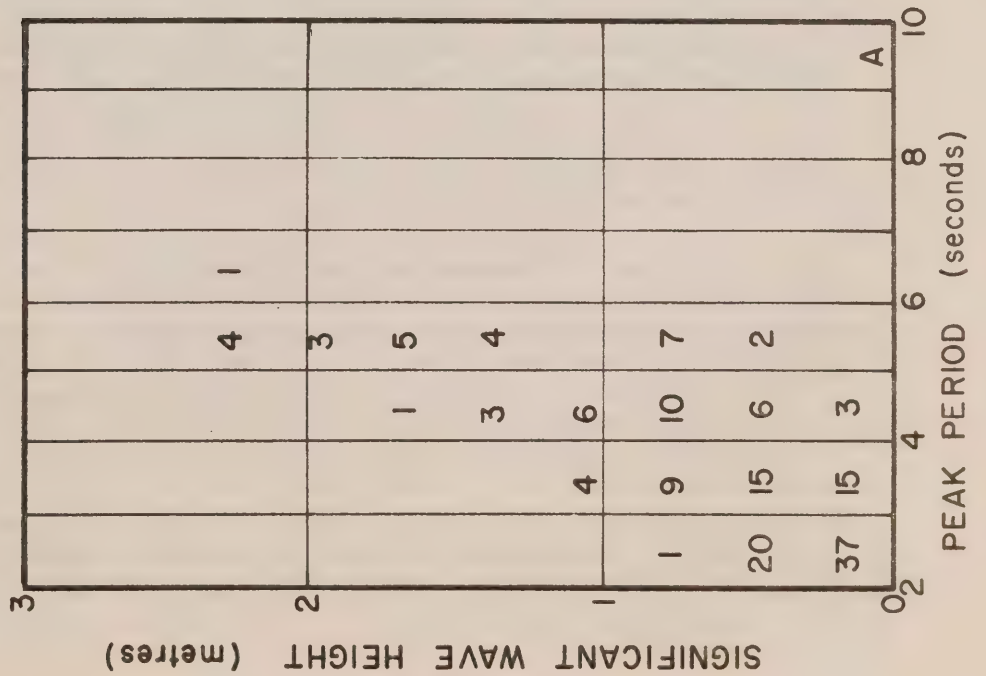 3
4 1
2
3
1 5
3 4
4 6
1
1 9 10 7
20 15 6 2
37 15 3 A
0
2 4 6 8 10
PEAK PERIOD (seconds)
SIGNIFICANT WAVE HEIGHT (metres)